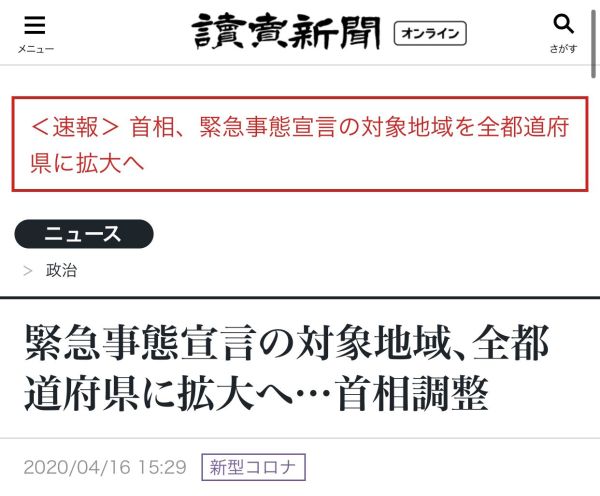 メニュー
讀賣新聞 オンライン
さがす
＜速報＞ 首相、緊急事態宣言の対象地域を全都道府
県に拡大へ
ニュース
＞ 政治
緊急事態宣言の対象地域、全都
道府県に拡大へ…首相調整
2020/04/16 15:29 新型コロナ